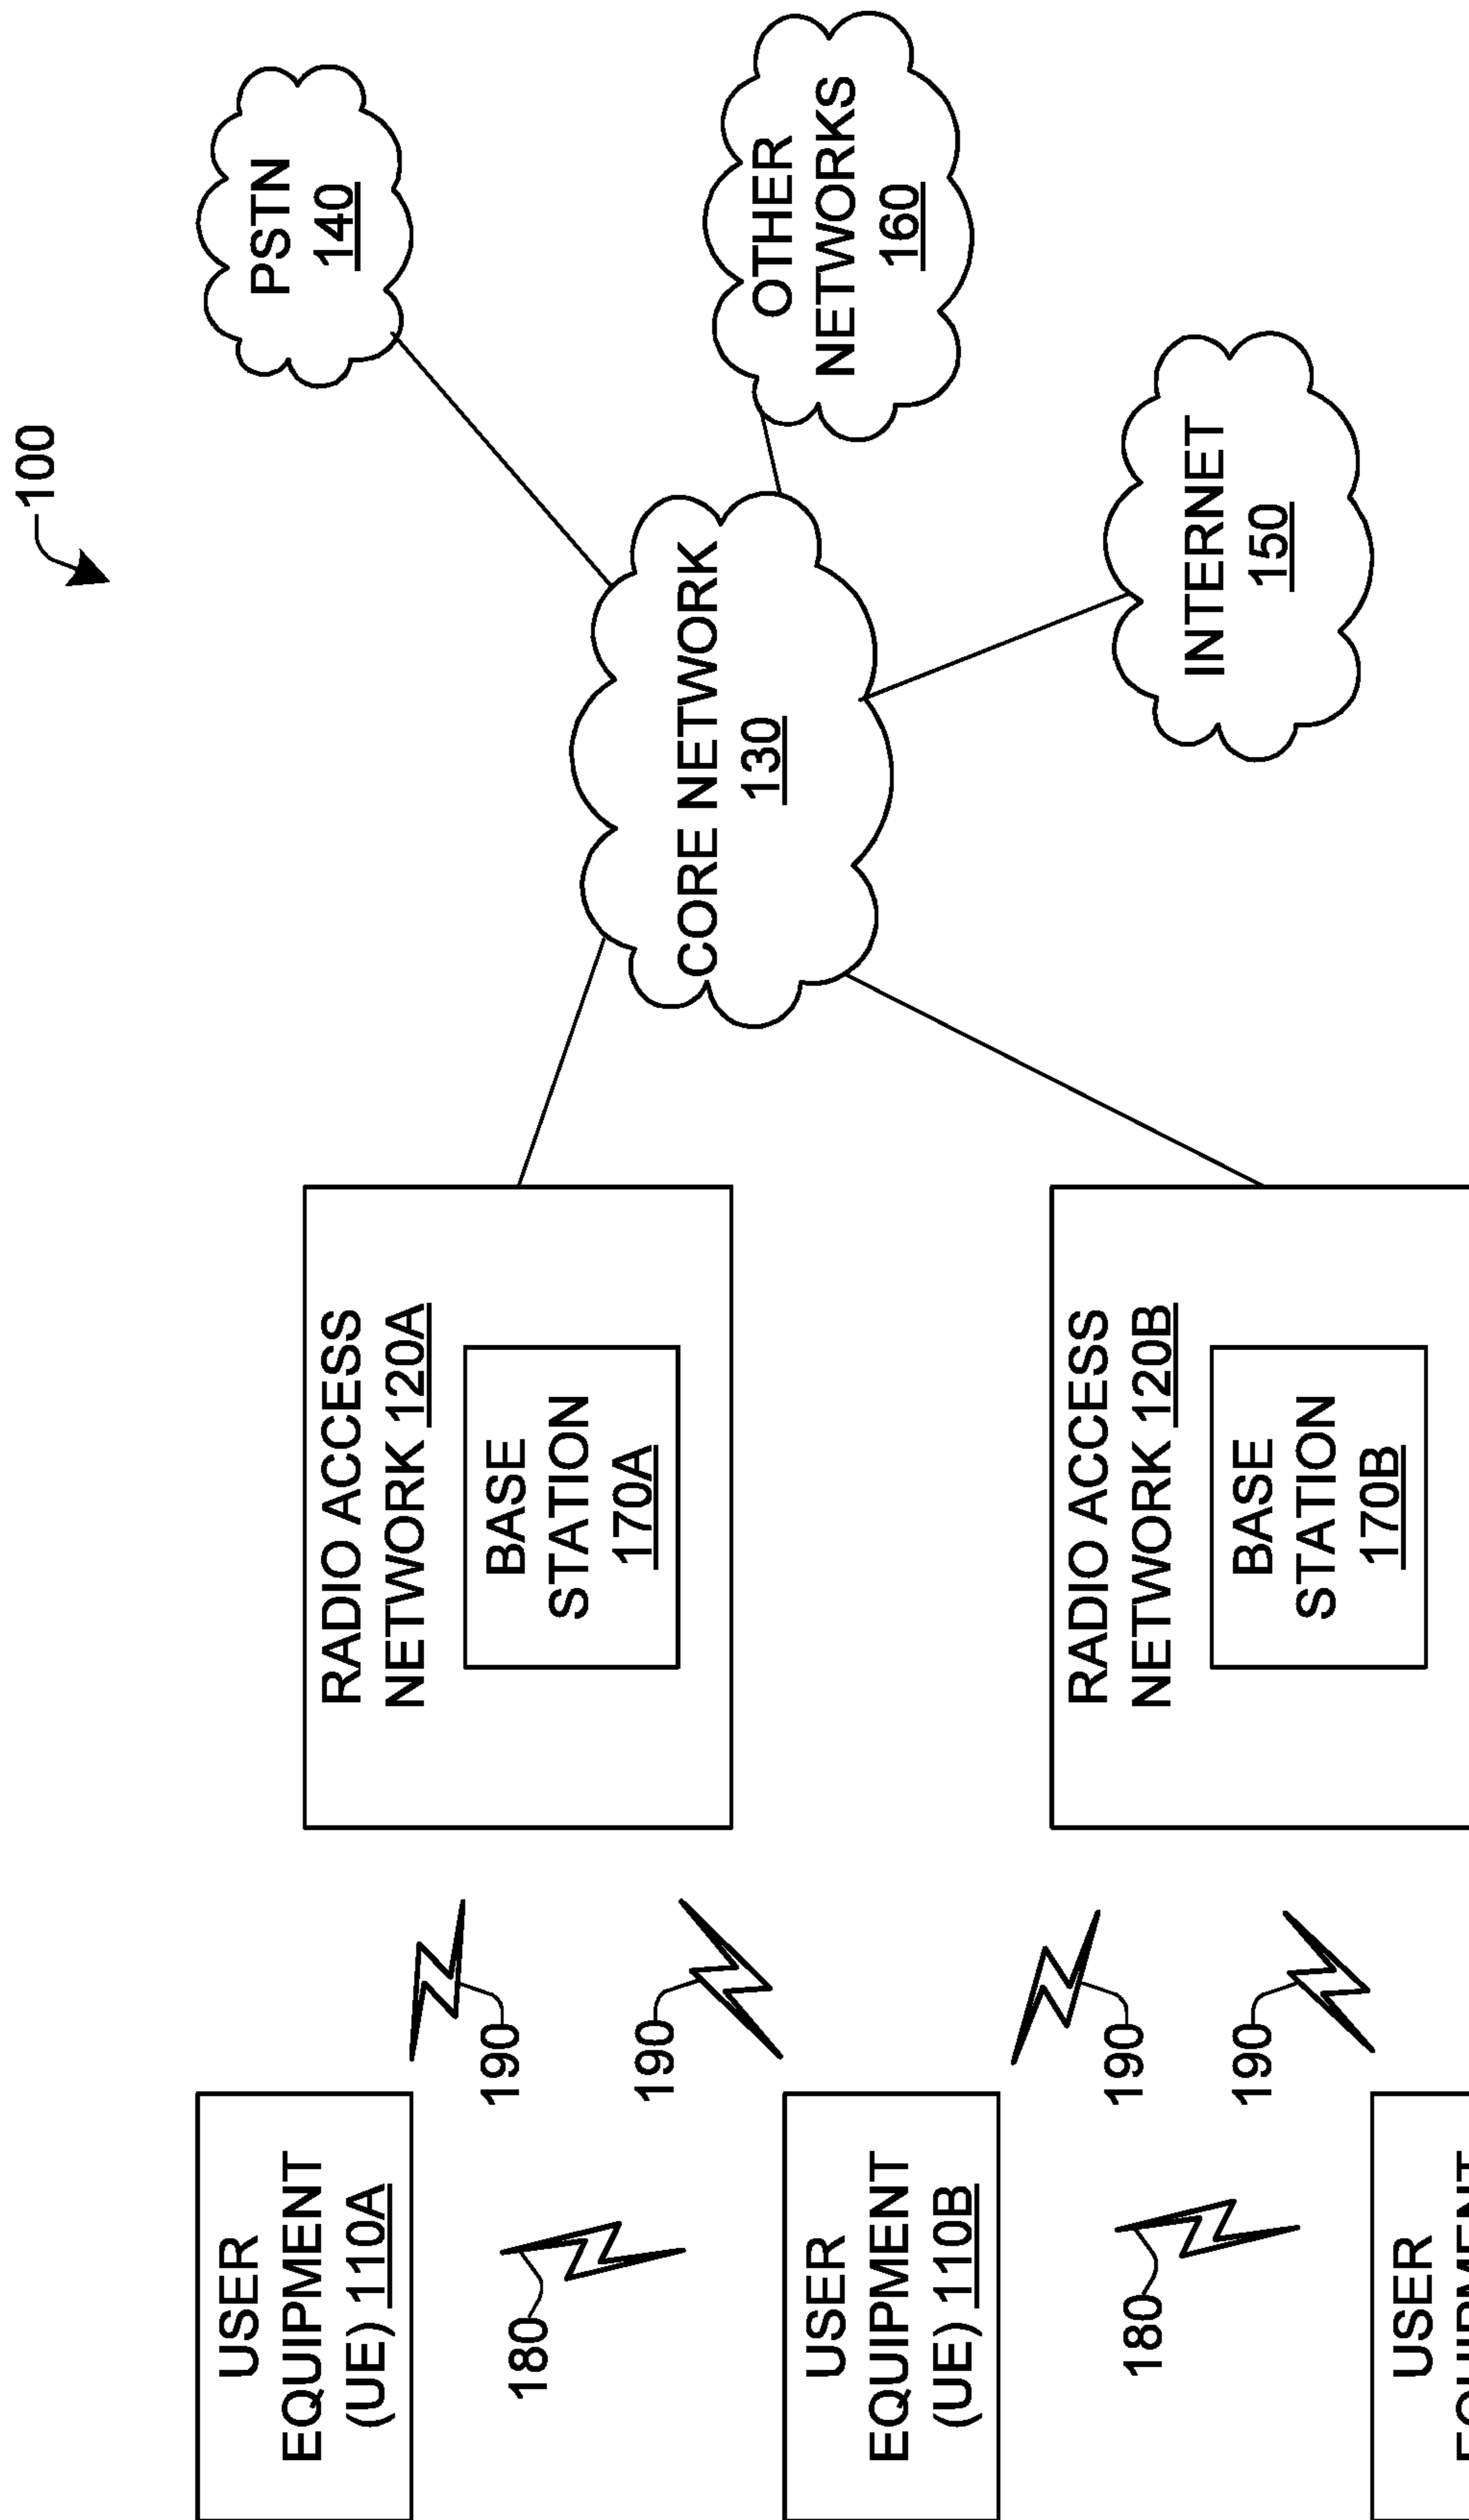 100
USER
EQUIPMENT
(UE) 110A
180
USER
EQUIPMENT
(UE) 110B
180
USER
190
190
190
190
RADIO ACCESS
NETWORK 120A
BASE
STATION
170A
RADIO ACCESS
NETWORK 120B
BASE
STATION
170B
CORE NETWORK
130
PSTN
140
OTHER
NETWORKS
160
INTERNET
150